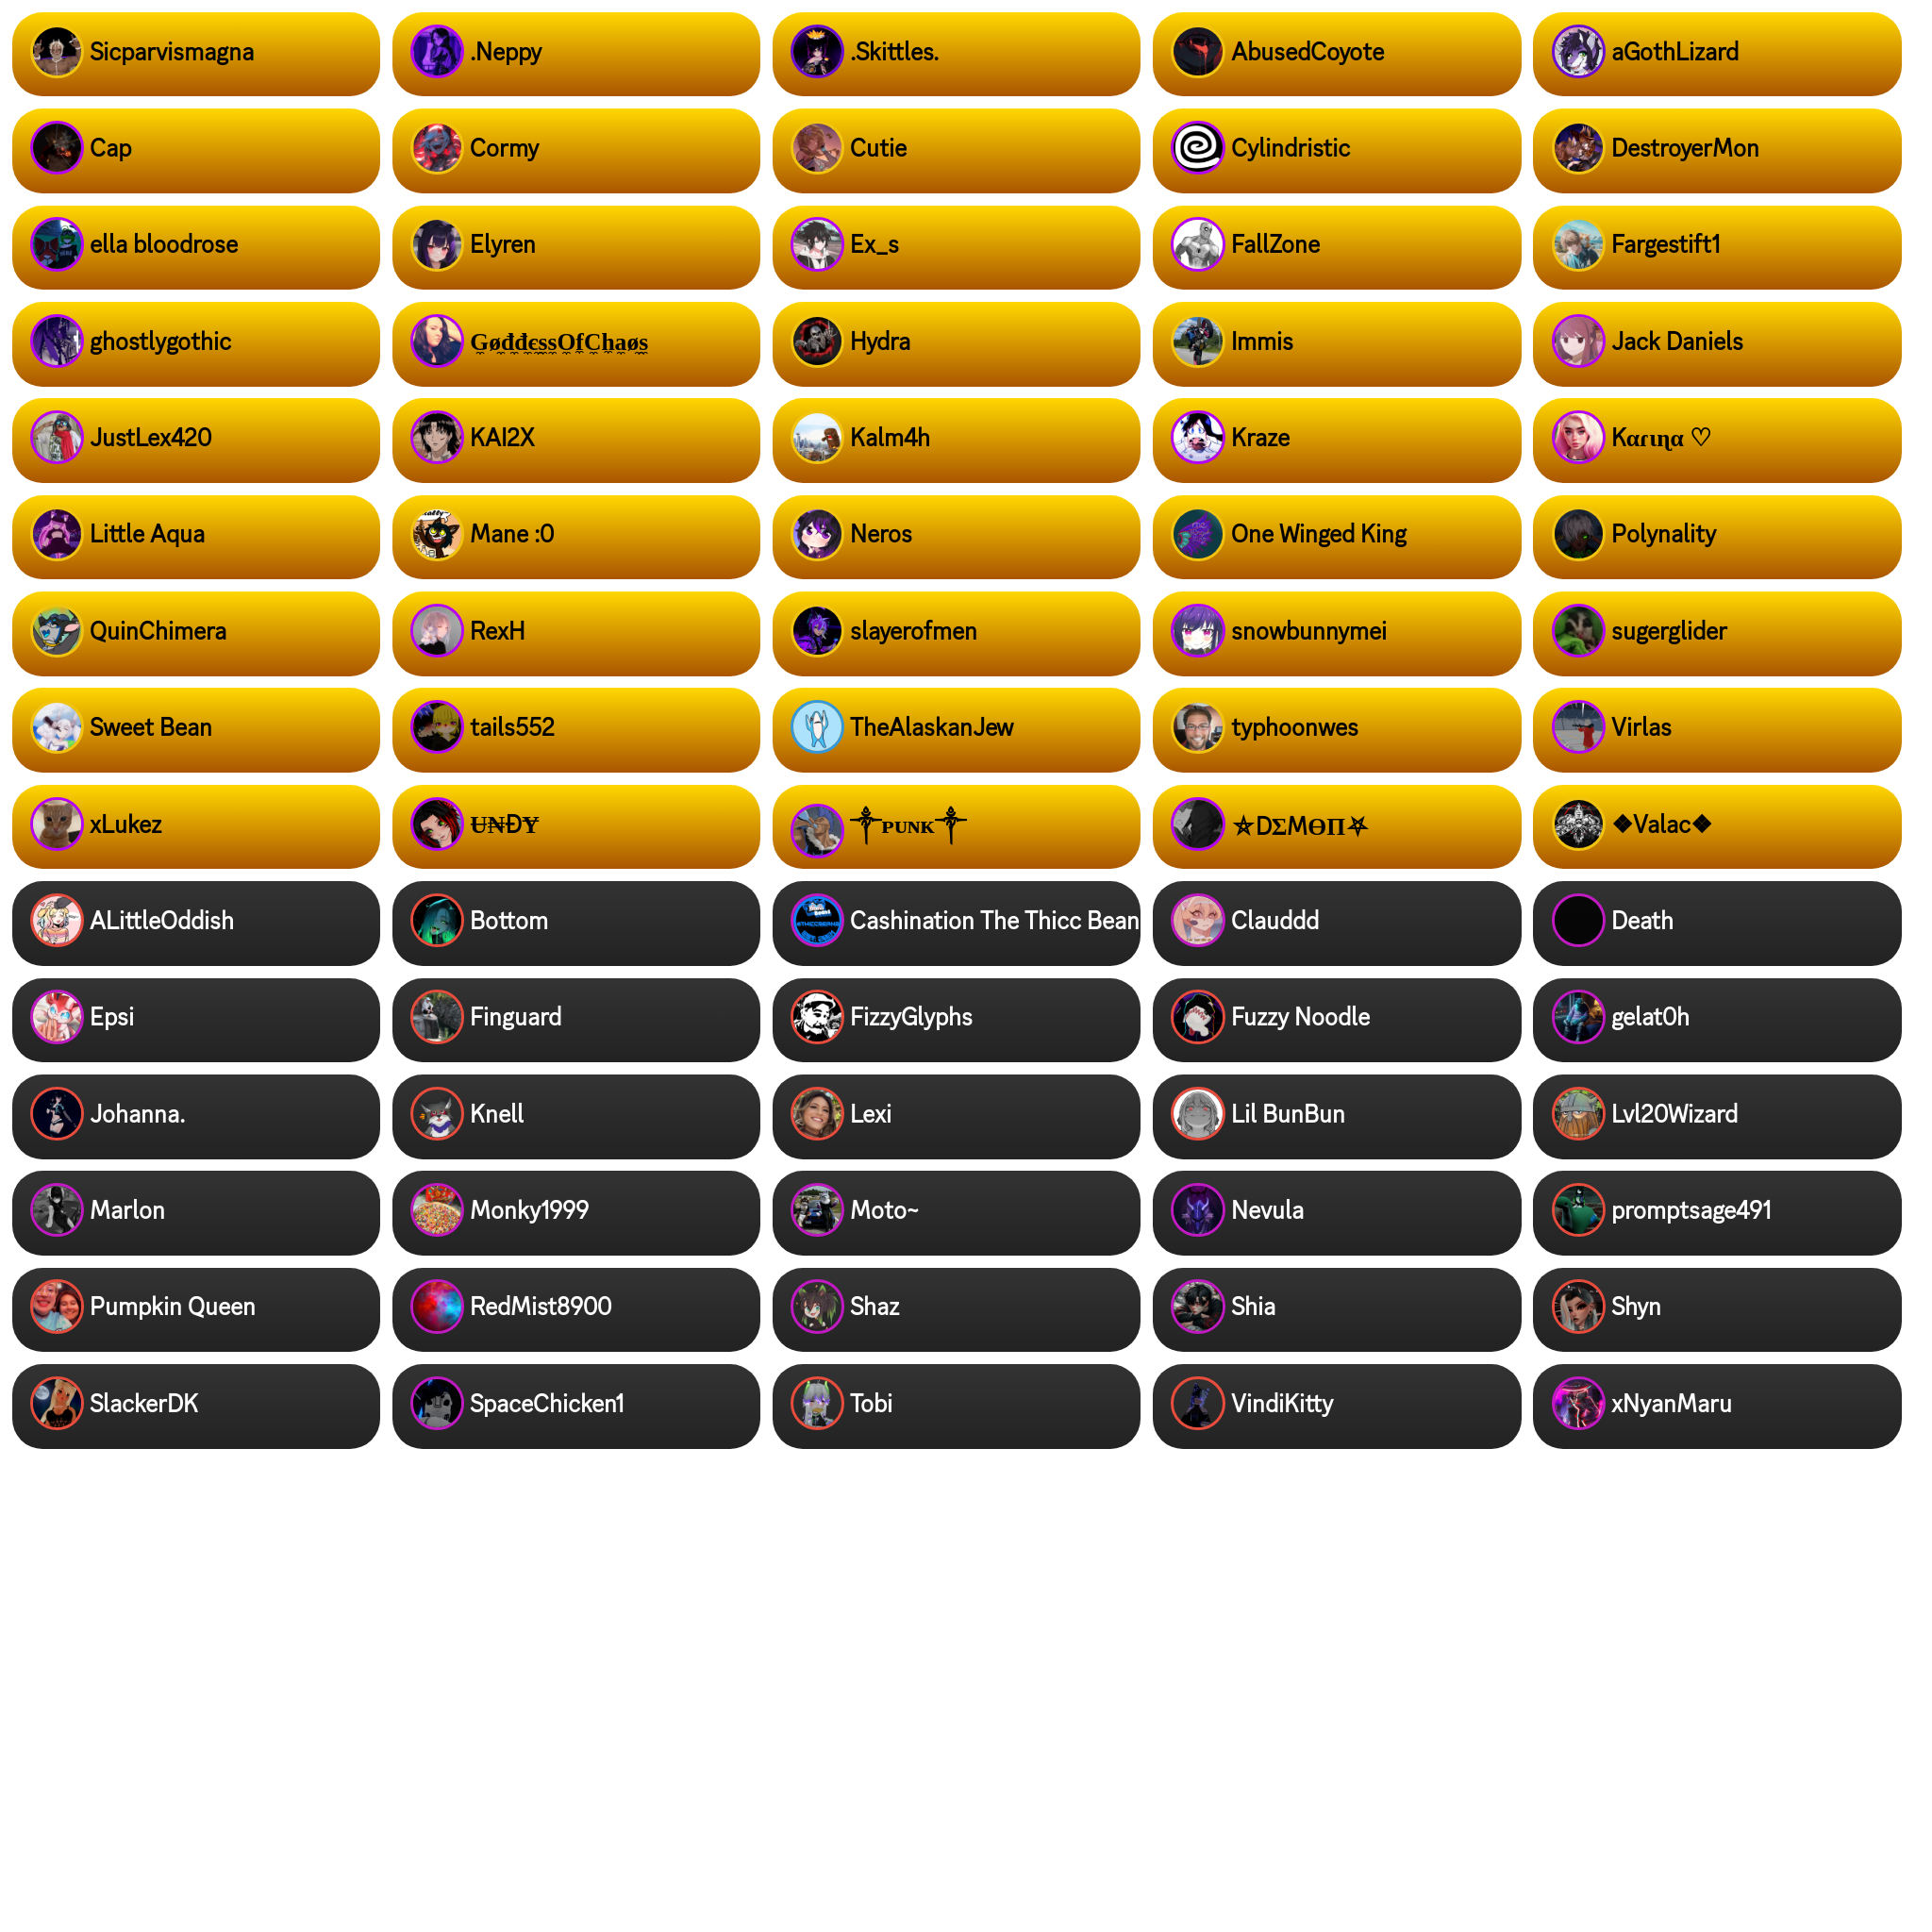 Sicparvismagna
.Neppy
.Skittles.
AbusedCoyote
aGothLizard
Cap
Cormy
Cutie
Cylindristic
DestroyerMon
ella bloodrose
Elyren
Ex_s
FallZone
Fargestift1
ghostlygothic
G̫øđđєssOfChaøs
Hydra
Immis
Jack Daniels
JustLex420
KAI2X
Kalm4h
Kraze
Kαɾιɳα ♡
Little Aqua
Mane :0
Neros
One Winged King
Polynality
QuinChimera
RexH
slayerofmen
snowbunnymei
sugerglider
Sweet Bean
tails552
TheAlaskanJew
typhoonwes
Virlas
xLukez
U̶N̶ĐY̶
༒ᴘᴜɴᴋ༒
⛤DΣMӨΠ⛧
❖Valac❖
ALittleOddish
Bottom
Cashination The Thicc Bean
Clauddd
Death
Epsi
Finguard
FizzyGlyphs
Fuzzy Noodle
gelat0h
Johanna.
Knell
Lexi
Lil BunBun
Lvl20Wizard
Marlon
Monky1999
Moto~
Nevula
promptsage491
Pumpkin Queen
RedMist8900
Shaz
Shia
Shyn
SlackerDK
SpaceChicken1
Tobi
VindiKitty
xNyanMaru